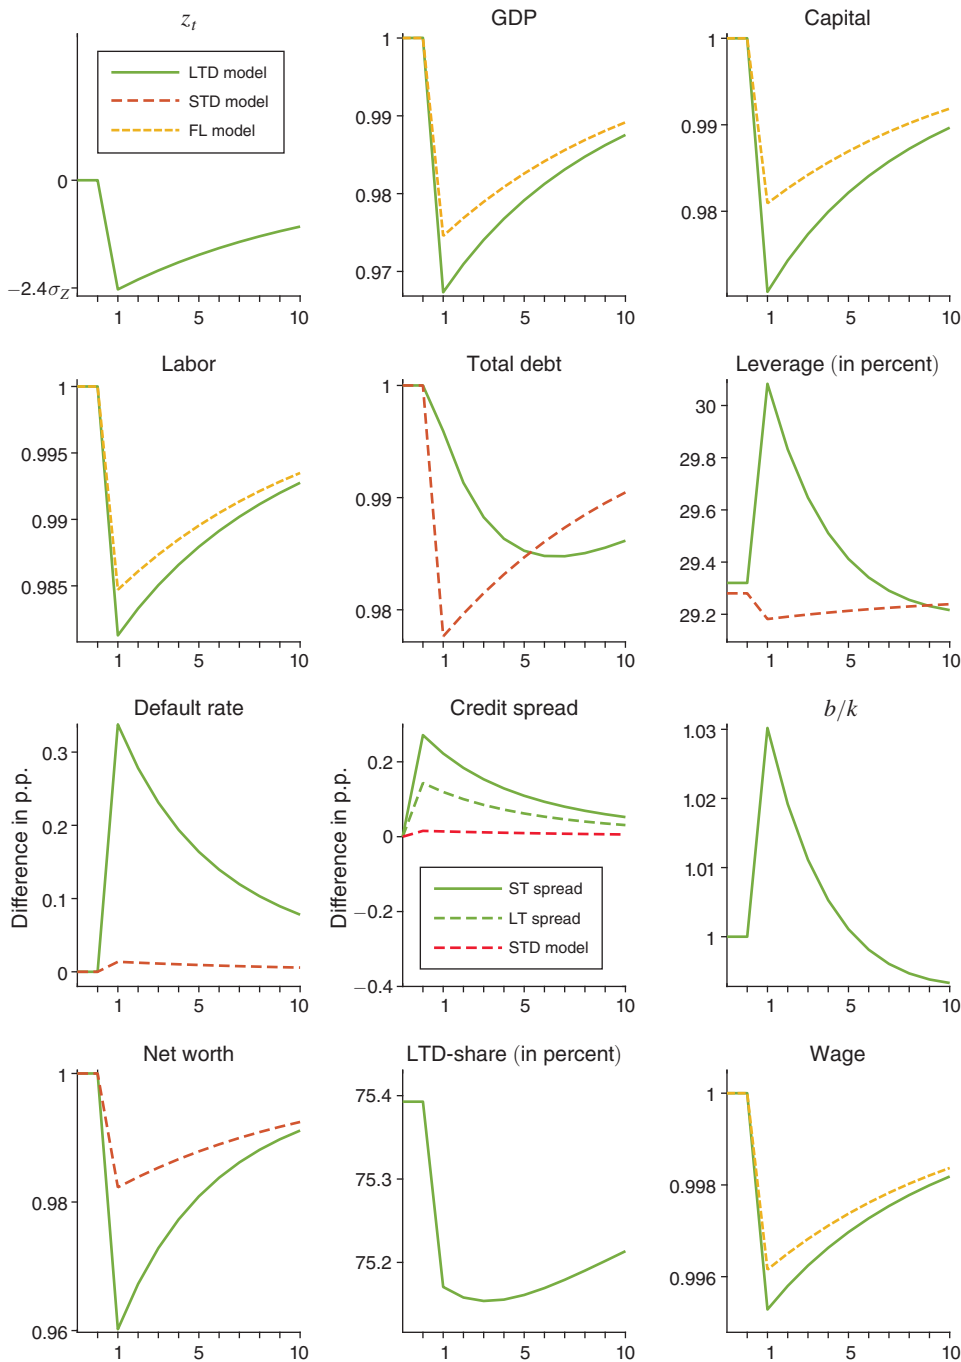 z_t
LTD model
STD model
FL model
0
−2.4σ_Z
1 5 10
GDP
1
0.99
0.98
0.97
1 5 10
Capital
1
0.99
0.98
1 5 10
Labor
1
0.995
0.99
0.985
1 5 10
Total debt
1
0.99
0.98
1 5 10
Leverage (in percent)
30
29.8
29.6
29.4
29.2
1 5 10
Default rate
Difference in p.p.
0.3
0.2
0.1
0
1 5 10
Credit spread
Difference in p.p.
0.2
0
−0.2
−0.4
ST spread
LT spread
STD model
1 5 10
b/k
1.03
1.02
1.01
1
1 5 10
Net worth
1
0.98
0.96
1 5 10
LTD-share (in percent)
75.4
75.3
75.2
1 5 10
Wage
1
0.998
0.996
1 5 10